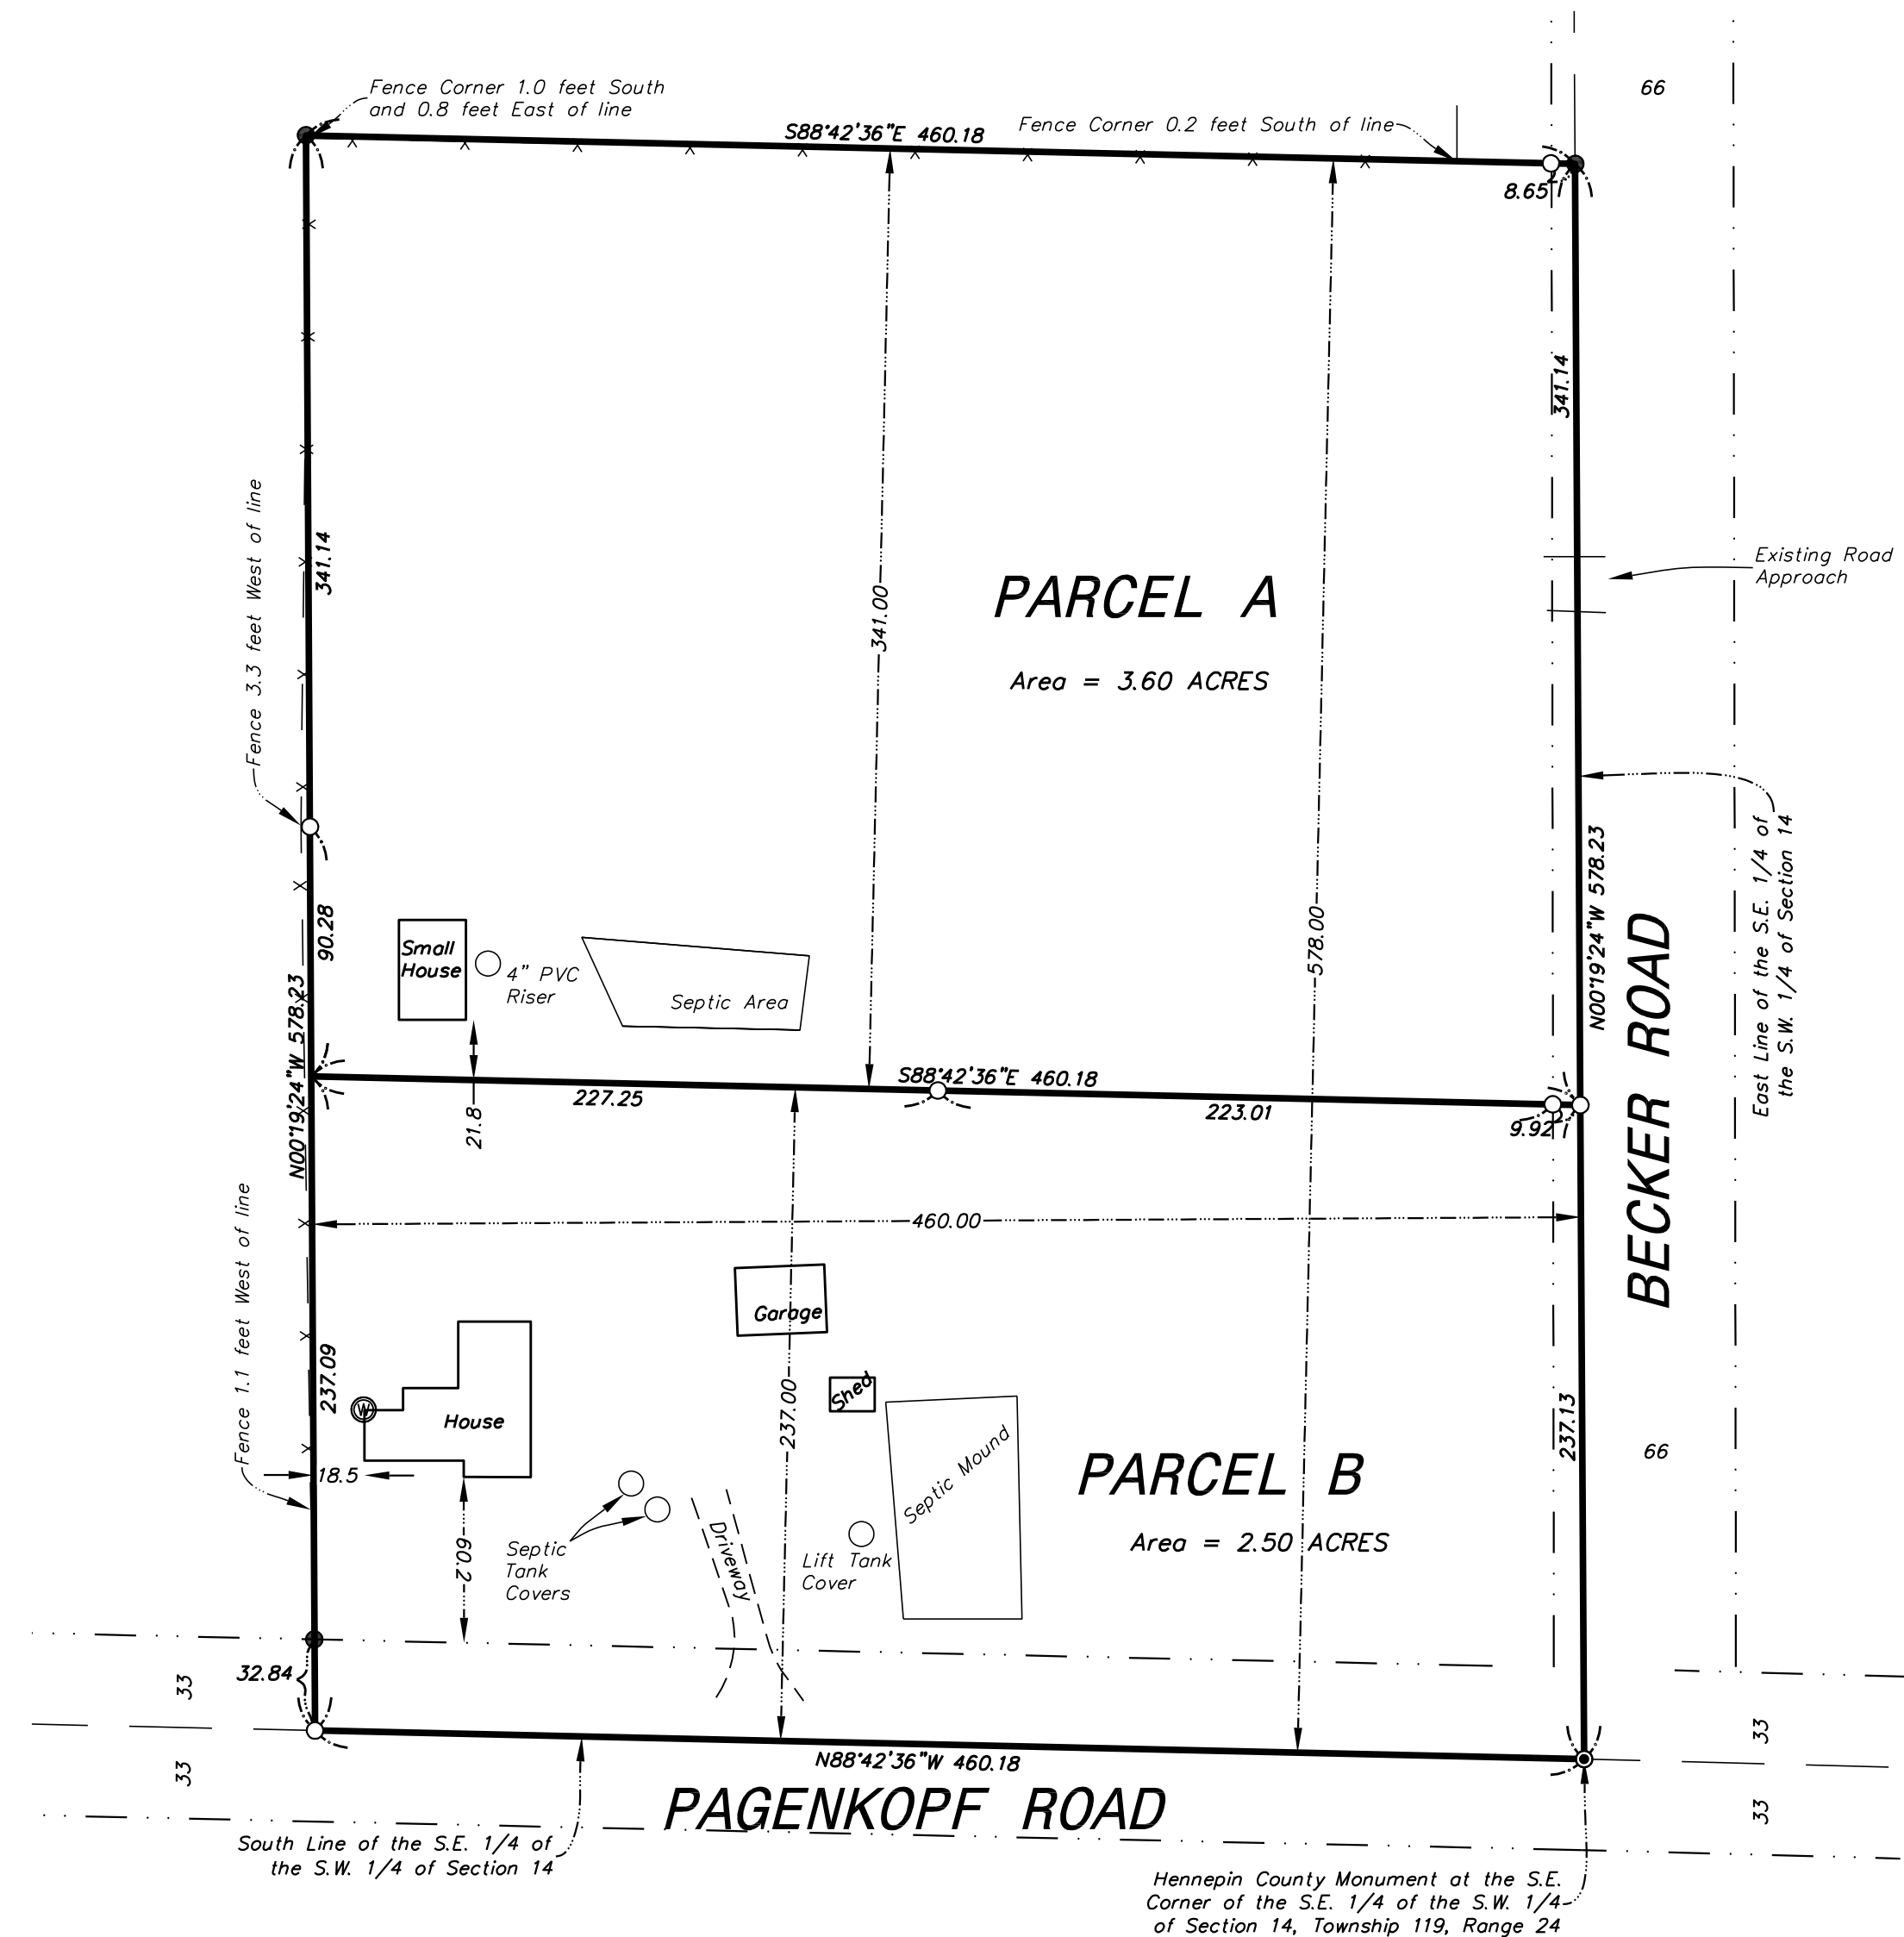 Fence Corner 1.0 feet South
and 0.8 feet East of line
S88°42'36"E 460.18
Fence Corner 0.2 feet South of line
66
8.65
341.14
341.14
341.00
Fence 3.3 feet West of line
PARCEL A
Area = 3.60 ACRES
Existing Road
Approach
578.00
N00°19'24"W 578.23
East Line of the S.E. 1/4 of
the S.W. 1/4 of Section 14
BECKER ROAD
90.28
Small
House
4" PVC
Riser
Septic Area
N00°19'24"W 578.23
S88°42'36"E 460.18
227.25
223.01
9.92
21.8
460.00
Fence 1.1 feet West of line
237.09
Garage
Shed
237.00
House
W
18.5
60.2
Septic
Tank
Covers
Driveway
Lift Tank
Cover
Septic Mound
PARCEL B
Area = 2.50 ACRES
237.13
66
32.84
33
33
33
33
N88°42'36"W 460.18
PAGENKOPF ROAD
South Line of the S.E. 1/4 of
the S.W. 1/4 of Section 14
Hennepin County Monument at the S.E.
Corner of the S.E. 1/4 of the S.W. 1/4
of Section 14, Township 119, Range 24